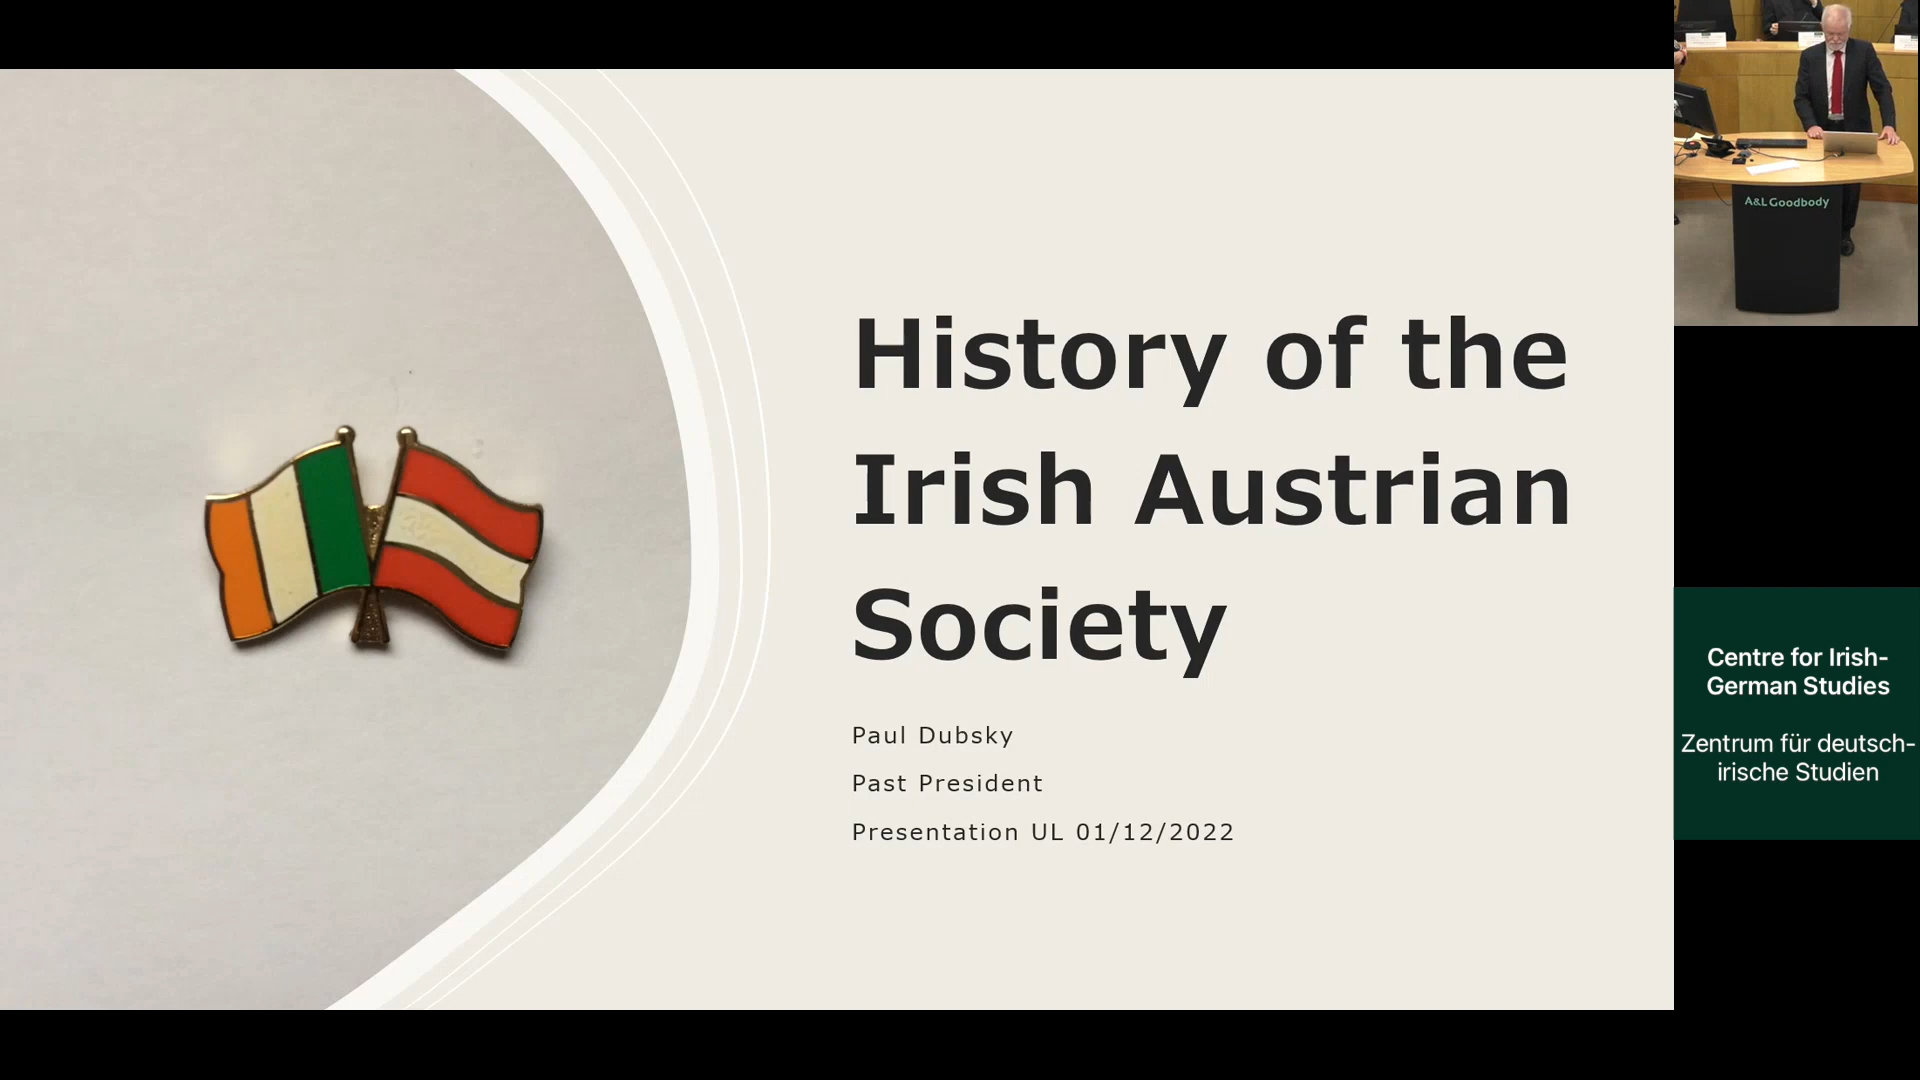 History of the
Irish Austrian
Society
Paul Dubsky
Past President
Presentation UL 01/12/2022
A&L Goodbody
Centre for Irish-
German Studies
Zentrum für deutsch-
irische Studien